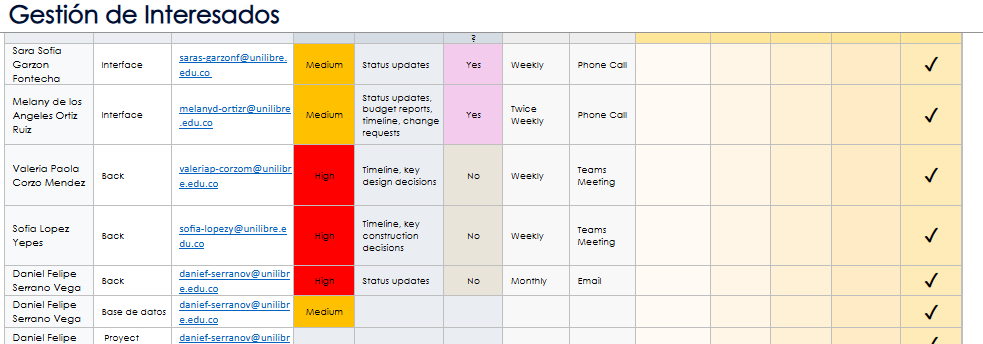 Gestión de Interesados
?
Sara Sofia Garzon Fontecha Interface saras-garzonf@unilibre.edu.co Medium Status updates Yes Weekly Phone Call ✓
Melany de los Angeles Ortiz Ruiz Interface melanyd-ortizr@unilibre.edu.co Medium Status updates, budget reports, timeline, change requests Yes Twice Weekly Phone Call ✓
Valeria Paola Corzo Mendez Back valeriap-corzom@unilibre.edu.co High Timeline, key design decisions No Weekly Teams Meeting ✓
Sofia Lopez Yepes Back sofia-lopezy@unilibre.edu.co High Timeline, key construction decisions No Weekly Teams Meeting ✓
Daniel Felipe Serrano Vega Back danief-serranov@unilibre.edu.co High Status updates No Monthly Email ✓
Daniel Felipe Serrano Vega Base de datos danief-serranov@unilibre.edu.co Medium ✓
Daniel Felipe Project danief-serranov@unilibr